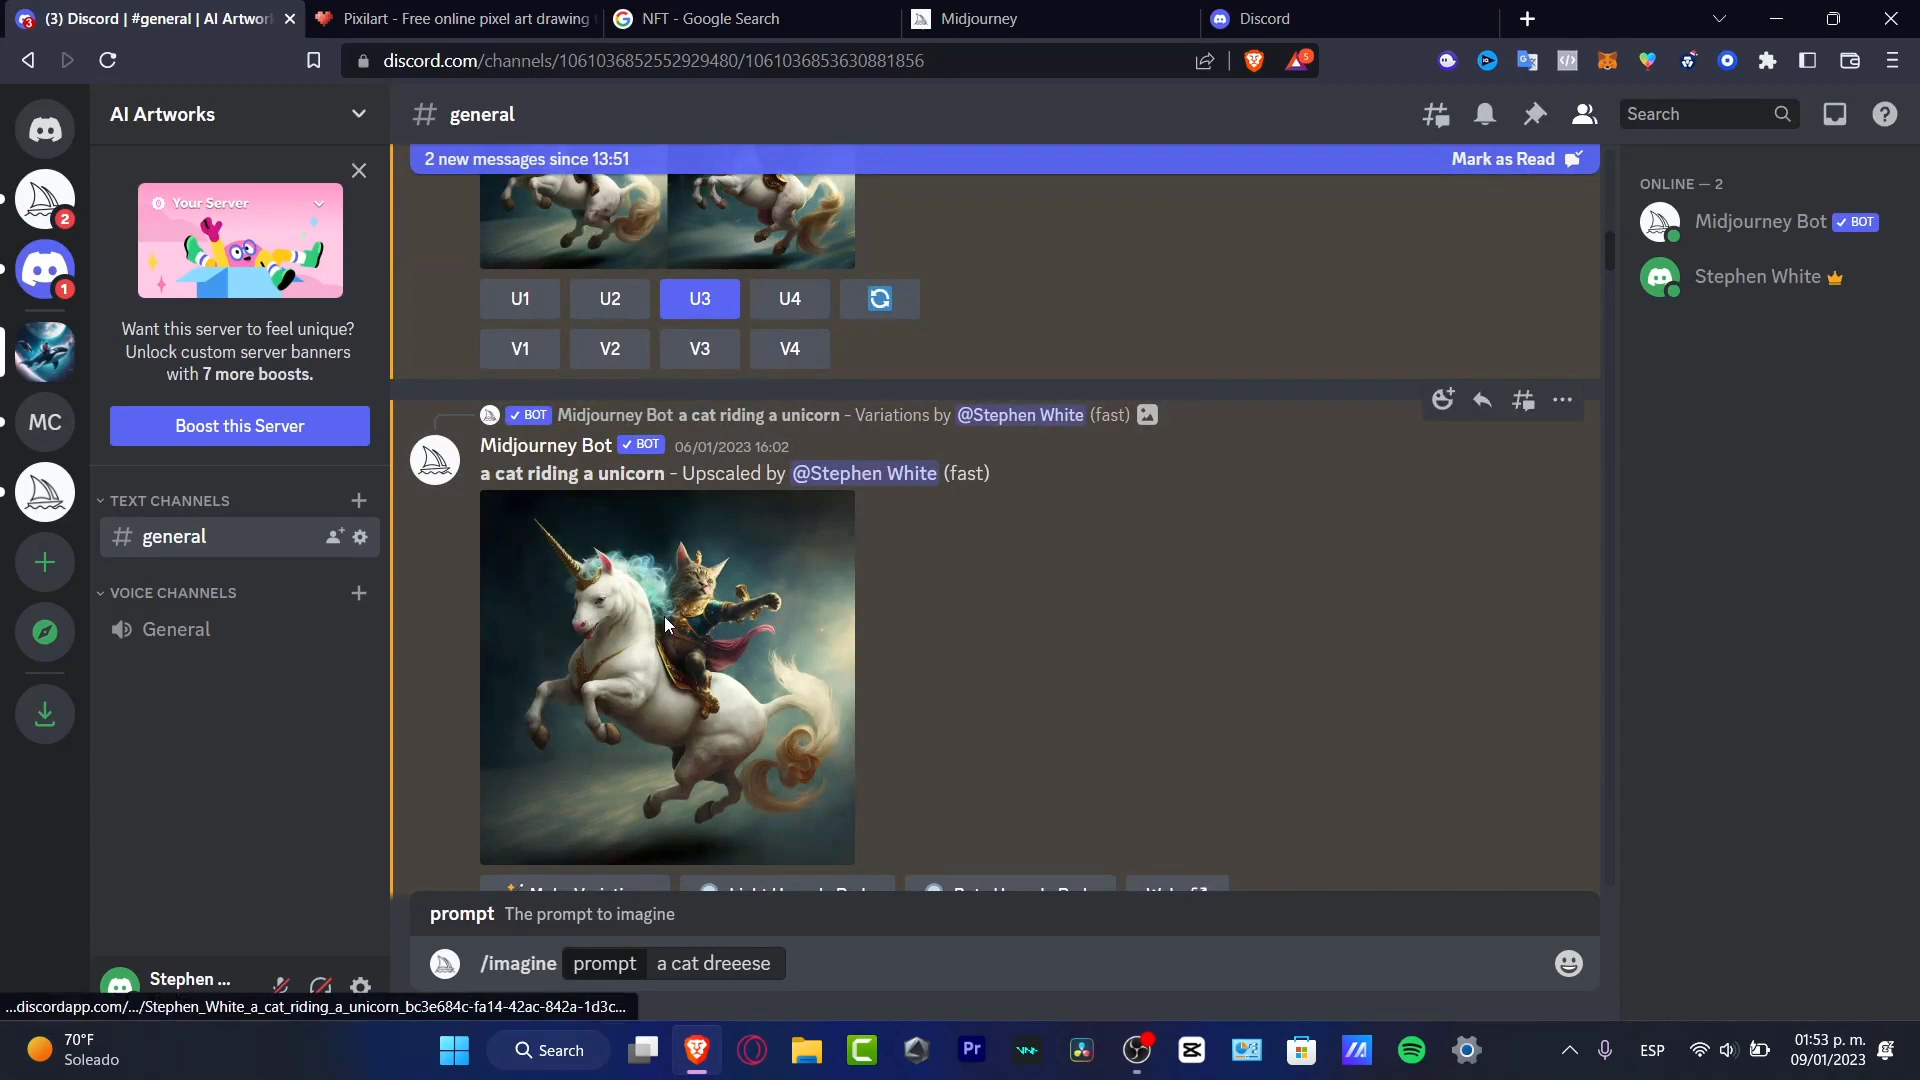 (3) Discord | #general | AI Artwor
Pixilart - Free online pixel art drawing
NFT - Google Search
Midjourney
Discord
discord.com/channels/1061036852552929480/1061036853630881856
5
AI Artworks
general
Search
2 new messages since 13:51
Mark as Read
Your Server
Want this server to feel unique?
Unlock custom server banners
with 7 more boosts.
Boost this Server
2
1
MC
TEXT CHANNELS
general
VOICE CHANNELS
General
U1 U2 U3 U4
V1 V2 V3 V4
✓ BOT Midjourney Bot a cat riding a unicorn - Variations by @Stephen White (fast)
Midjourney Bot ✓ BOT 06/01/2023 16:02
a cat riding a unicorn - Upscaled by @Stephen White (fast)
prompt The prompt to imagine
/imagine prompt a cat dreeese
ONLINE — 2
Midjourney Bot ✓ BOT
Stephen White
Stephen ...
...discordapp.com/.../Stephen_White_a_cat_riding_a_unicorn_bc3e684c-fa14-42ac-842a-1d3c...
70°F
Soleado
Search
Pr
ESP
01:53 p. m.
09/01/2023